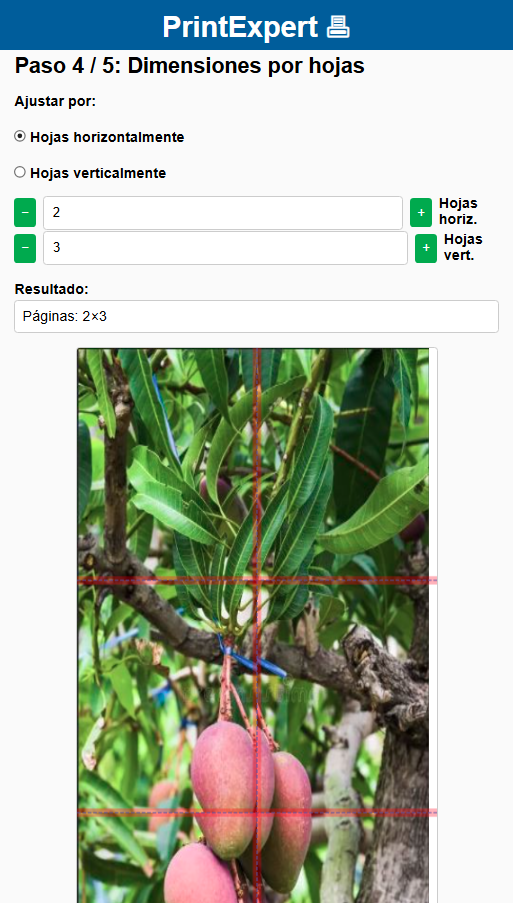 PrintExpert 🖨
Paso 4 / 5: Dimensiones por hojas
Ajustar por:
Hojas horizontalmente
Hojas verticalmente
− 2 + Hojas
horiz.
− 3 + Hojas
vert.
Resultado:
Páginas: 2×3